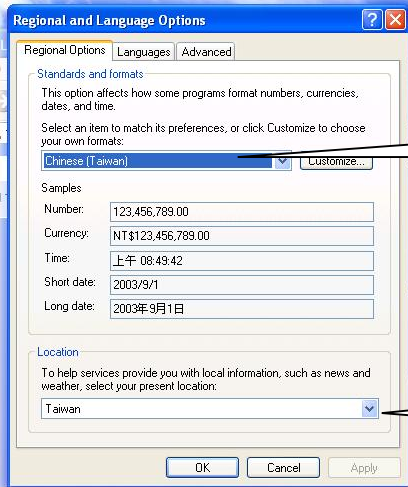 Regional and Language Options
Regional Options Languages Advanced
Standards and formats
This option affects how some programs format numbers, currencies,
dates, and time.
Select an item to match its preferences, or click Customize to choose
your own formats:
Chinese (Taiwan) Customize...
Samples
Number: 123,456,789.00
Currency: NT$123,456,789.00
Time: 上午 08:49:42
Short date: 2003/9/1
Long date: 2003年9月1日
Location
To help services provide you with local information, such as news and
weather, select your present location:
Taiwan
OK Cancel Apply